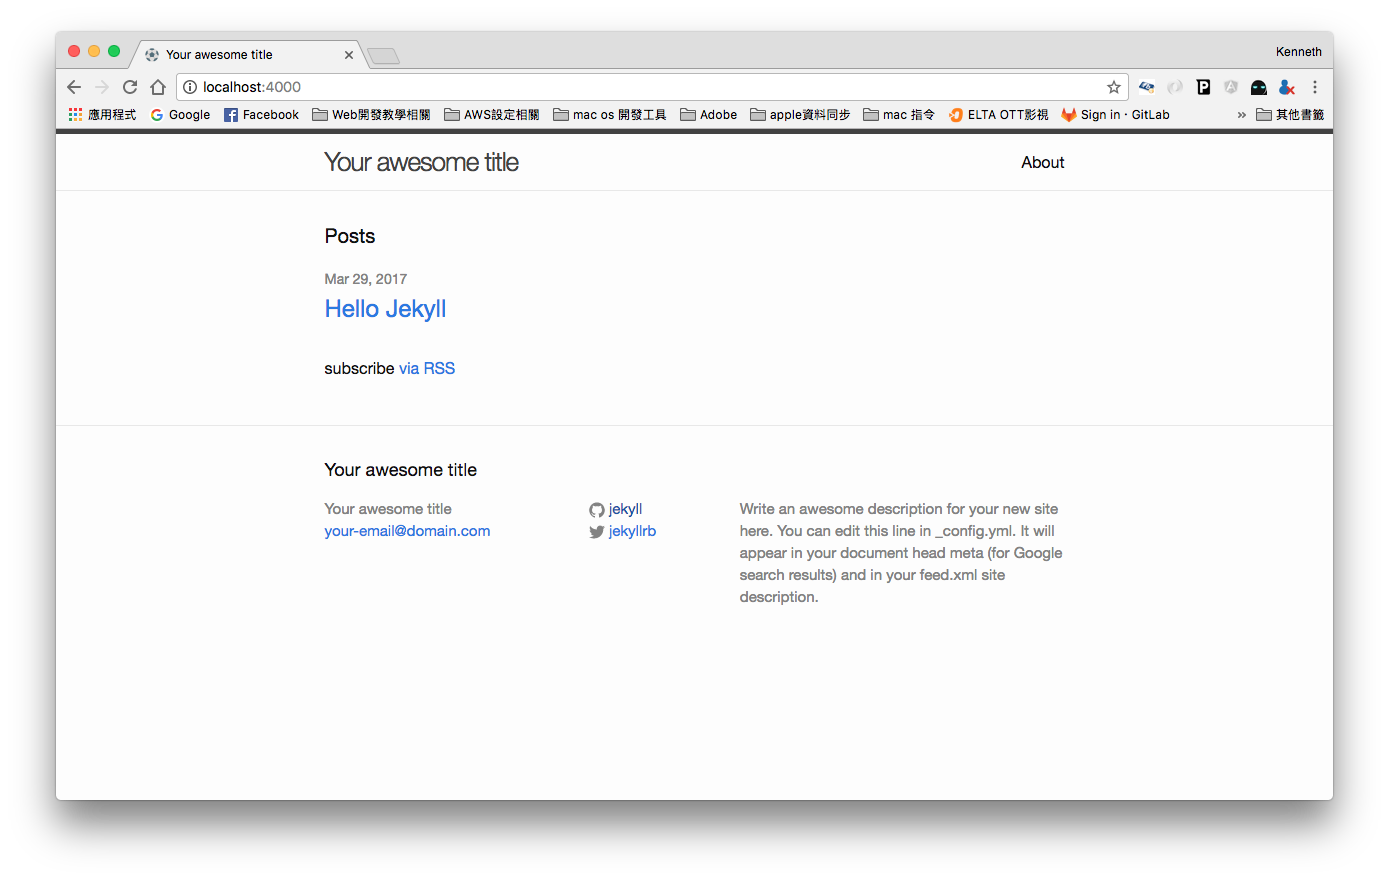 Your awesome title
Kenneth
localhost:4000
應用程式 Google Facebook Web開發教學相關 AWS設定相關 mac os 開發工具 Adobe apple資料同步 mac 指令 ELTA OTT影視 Sign in · GitLab » 其他書籤
Your awesome title About
Posts
Mar 29, 2017
Hello Jekyll
subscribe via RSS
Your awesome title
Your awesome title
your-email@domain.com
jekyll
jekyllrb
Write an awesome description for your new site
here. You can edit this line in _config.yml. It will
appear in your document head meta (for Google
search results) and in your feed.xml site
description.